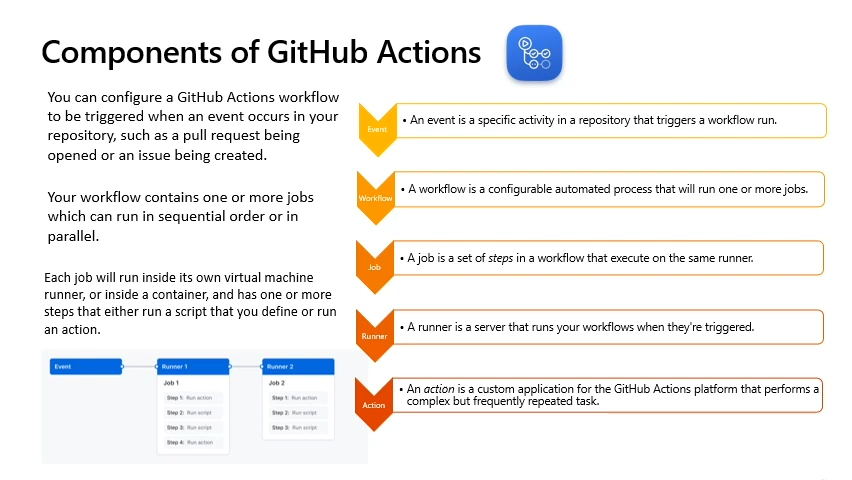 Components of GitHub Actions
You can configure a GitHub Actions workflow
to be triggered when an event occurs in your
repository, such as a pull request being
opened or an issue being created.
Your workflow contains one or more jobs
which can run in sequential order or in
parallel.
Each job will run inside its own virtual machine
runner, or inside a container, and has one or more
steps that either run a script that you define or run
an action.
Event
Runner 1
Runner 2
Job 1
Step 1: Run action
Step 2: Run script
Step 3: Run script
Step 4: Run action
Job 2
Step 1: Run action
Step 2: Run script
Step 3: Run script
Event
• An event is a specific activity in a repository that triggers a workflow run.
Workflow
• A workflow is a configurable automated process that will run one or more jobs.
Job
• A job is a set of steps in a workflow that execute on the same runner.
Runner
• A runner is a server that runs your workflows when they're triggered.
Action
• An action is a custom application for the GitHub Actions platform that performs a
complex but frequently repeated task.